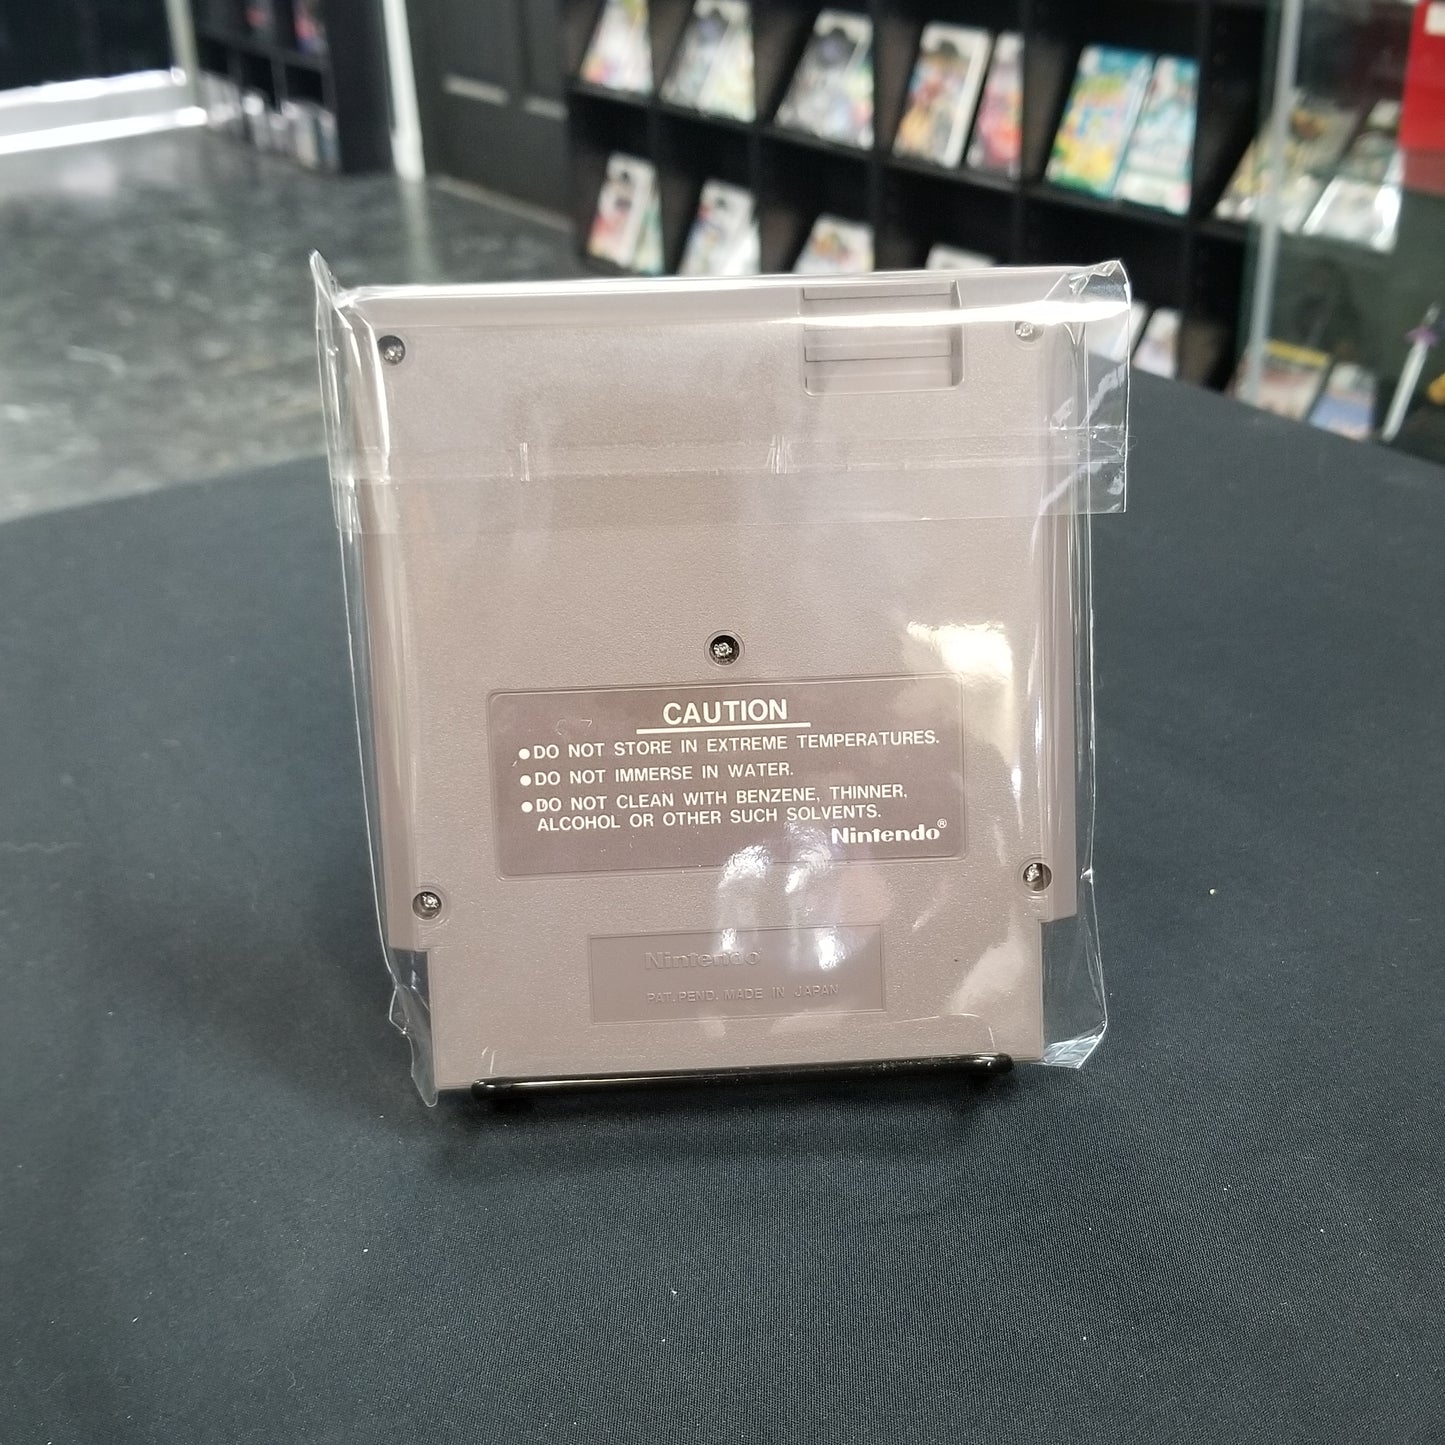 CAUTION
●DO NOT STORE IN EXTREME TEMPERATURES.
●DO NOT IMMERSE IN WATER.
●DO NOT CLEAN WITH BENZENE, THINNER,
ALCOHOL OR OTHER SUCH SOLVENTS.
Nintendo®
Nintendo
PAT.PEND. MADE IN JAPAN